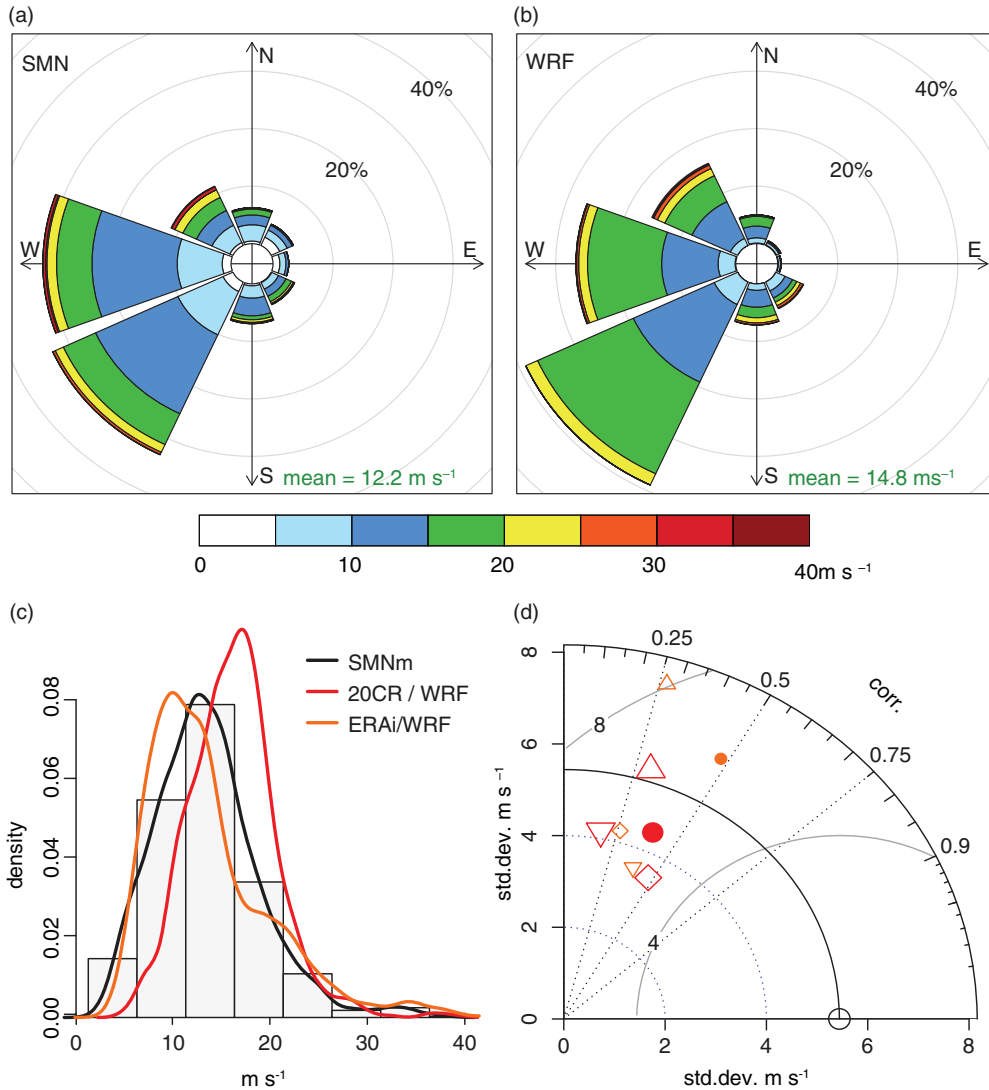 (a)
(b)
SMN
N
40%
20%
W
E
S
mean = 12.2 m s⁻¹
WRF
N
40%
20%
W
E
S
mean = 14.8 ms⁻¹
0
10
20
30
40m s ⁻¹
(c)
SMNm
20CR / WRF
ERAi/WRF
density
0.00
0.02
0.04
0.06
0.08
0
10
20
30
40
m s⁻¹
(d)
0.25
0.5
corr.
0.75
0.9
8
4
std.dev. m s⁻¹
0
2
4
6
8
0
2
4
6
8
std.dev. m s⁻¹